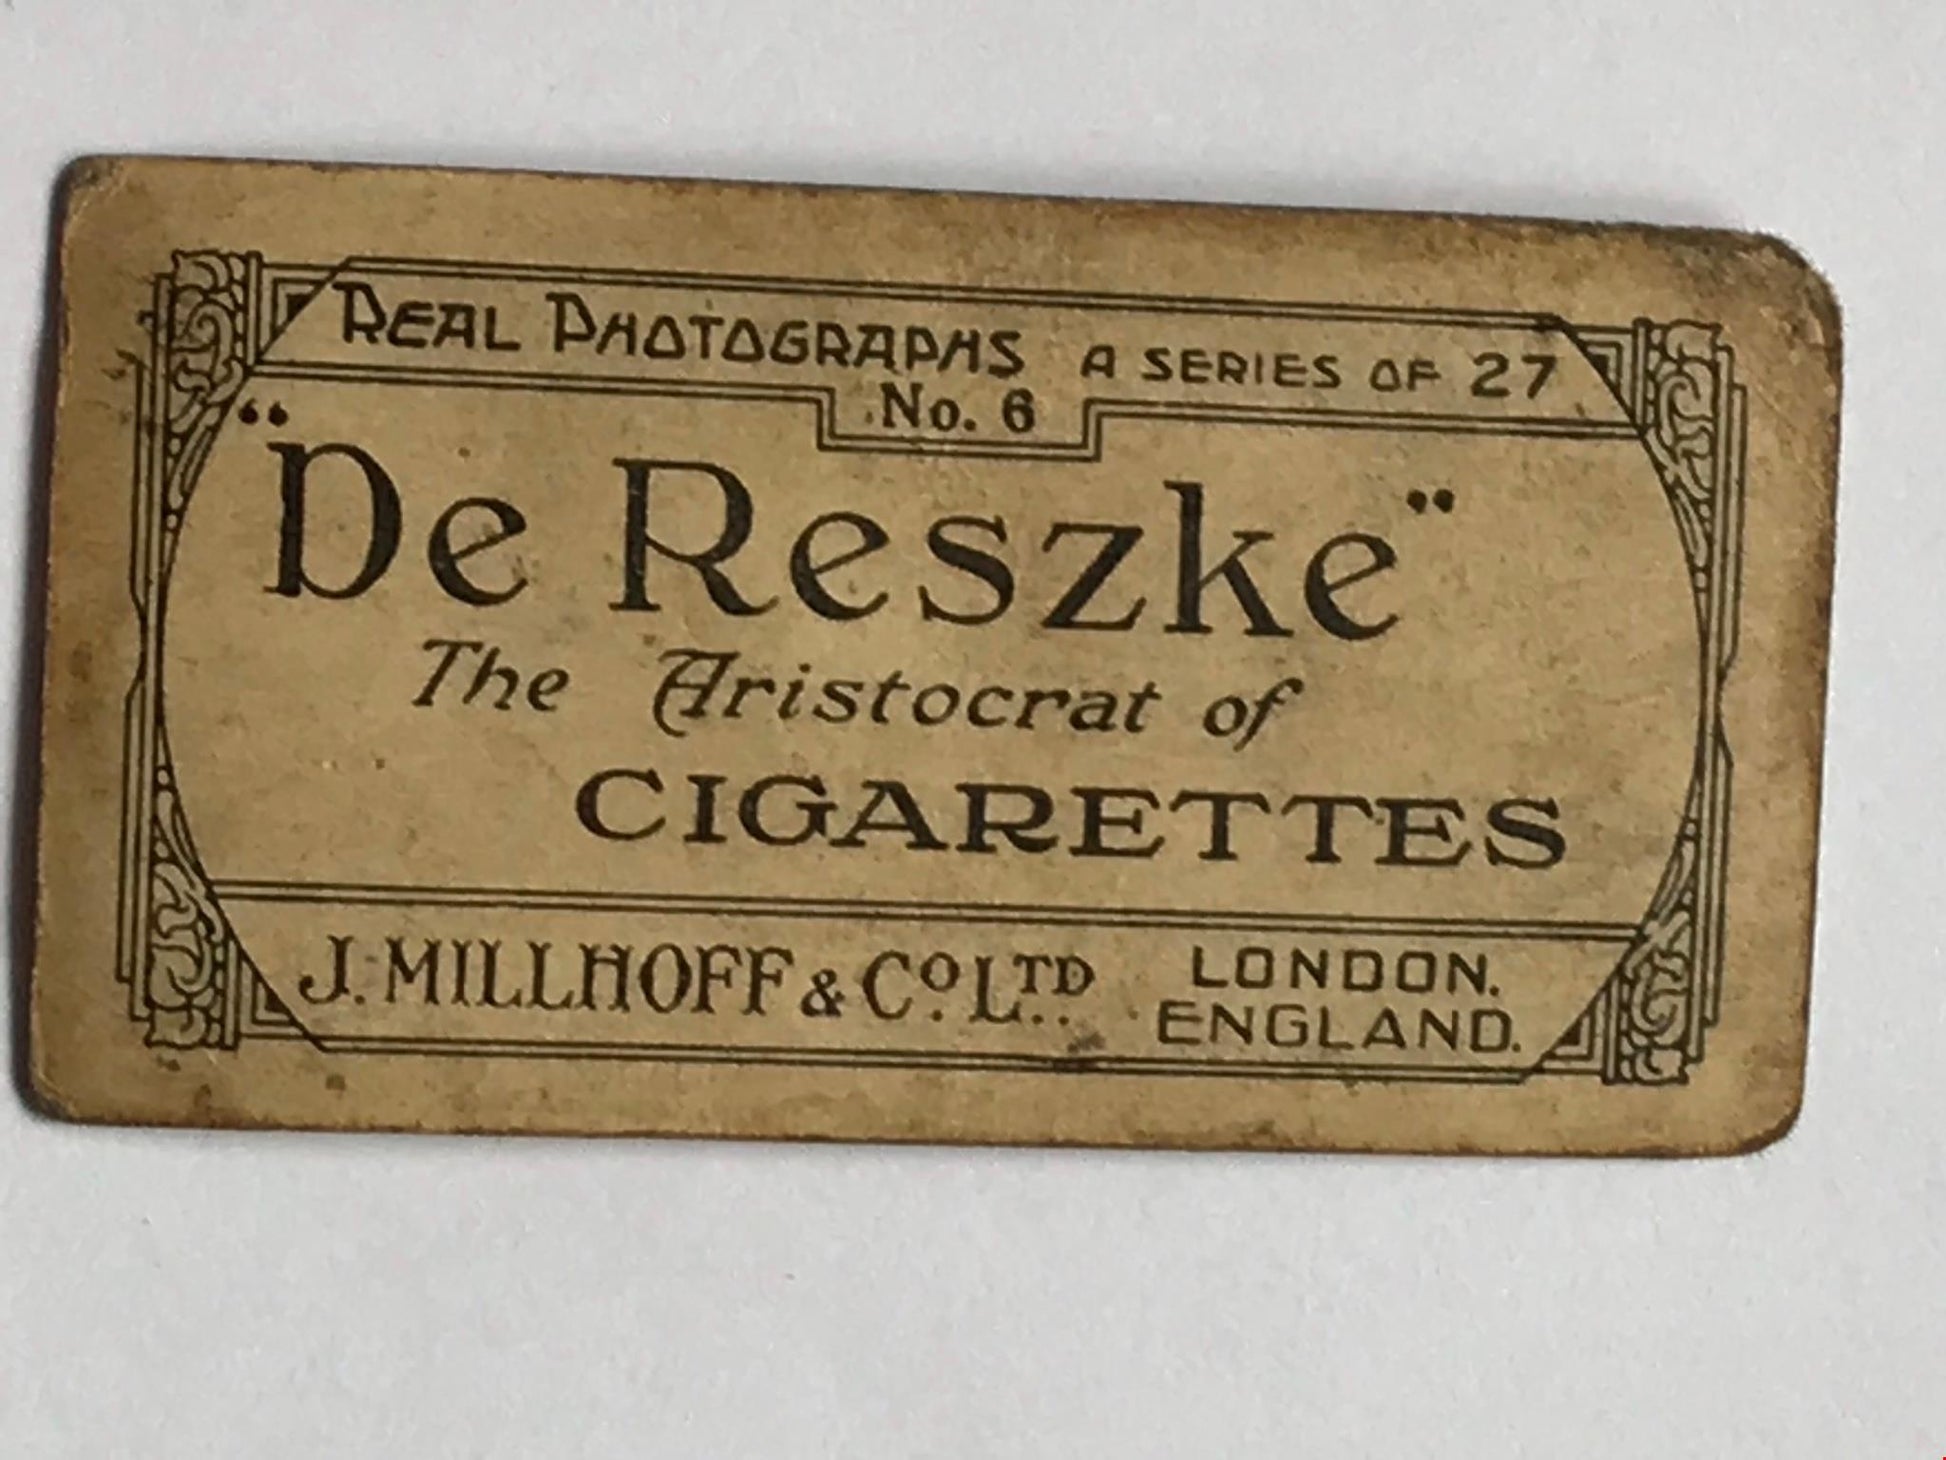 REAL PHOTOGRAPHS A SERIES OF 27
No. 6
"De Reszke"
The Aristocrat of
CIGARETTES
J. MILLHOFF & Co. LTD. LONDON.
ENGLAND.